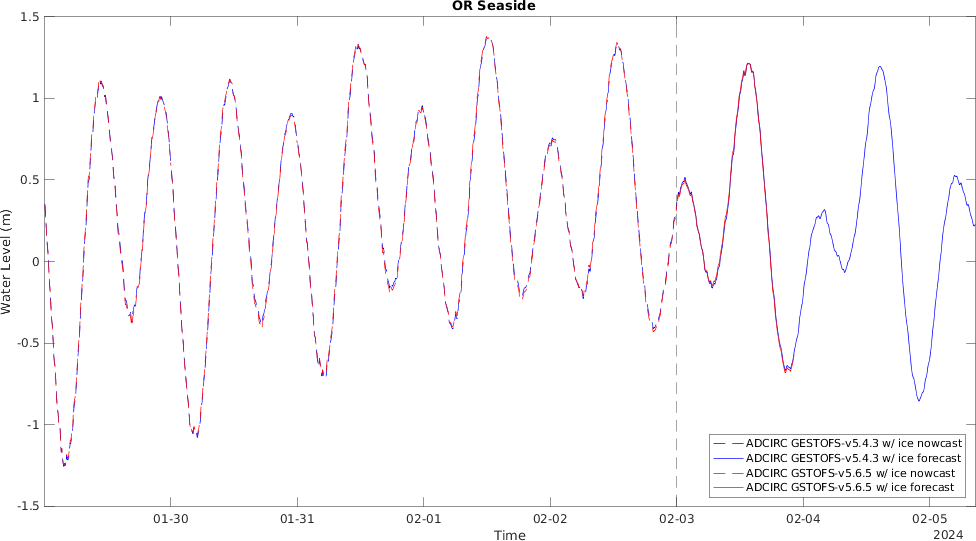 OR Seaside
1.5
1
0.5
0
-0.5
-1
-1.5
Water Level (m)
01-30 01-31 02-01 02-02 02-03 02-04 02-05
Time
2024
ADCIRC GESTOFS-v5.4.3 w/ ice nowcast
ADCIRC GESTOFS-v5.4.3 w/ ice forecast
ADCIRC GSTOFS-v5.6.5 w/ ice nowcast
ADCIRC GSTOFS-v5.6.5 w/ ice forecast